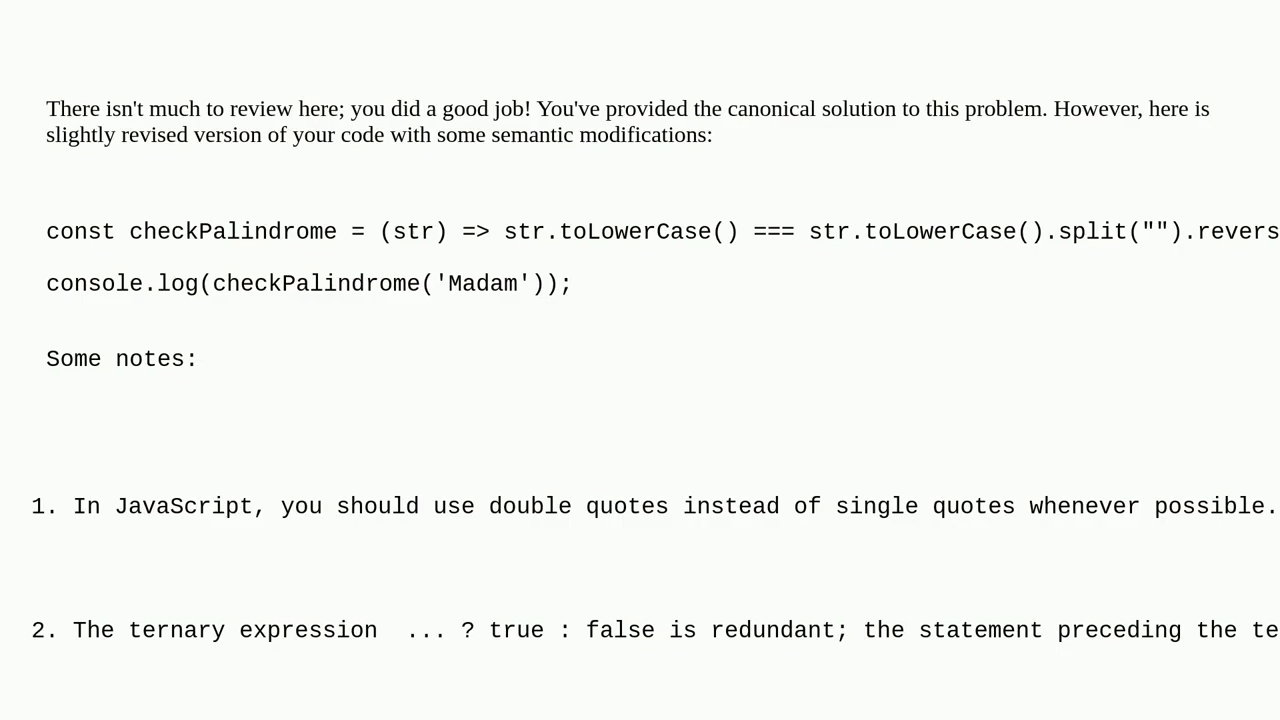 There isn't much to review here; you did a good job! You've provided the canonical solution to this problem. However, here is
slightly revised version of your code with some semantic modifications:
const checkPalindrome = (str) => str.toLowerCase() === str.toLowerCase().split("").revers
console.log(checkPalindrome('Madam'));
Some notes:
1. In JavaScript, you should use double quotes instead of single quotes whenever possible.
2. The ternary expression  ... ? true : false is redundant; the statement preceding the te